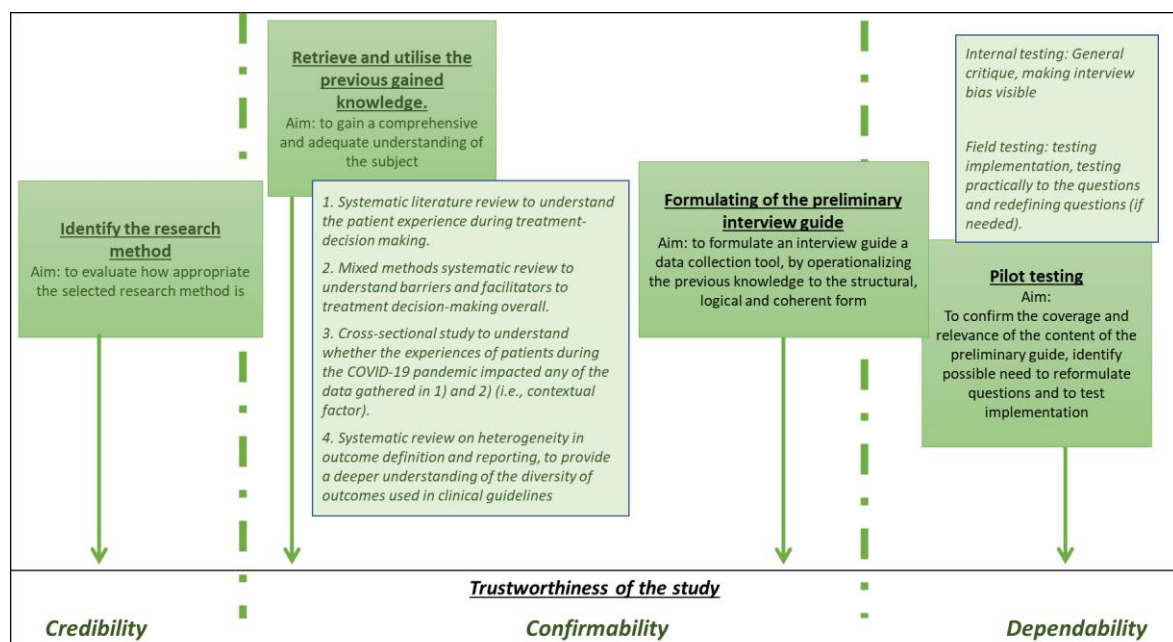 Identify the research
method
Aim: to evaluate how appropriate
the selected research method is
Retrieve and utilise the
previous gained
knowledge.
Aim: to gain a comprehensive
and adequate understanding of
the subject
1. Systematic literature review to understand
the patient experience during treatment-
decision making.
2. Mixed methods systematic review to
understand barriers and facilitators to
treatment decision-making overall.
3. Cross-sectional study to understand
whether the experiences of patients during
the COVID-19 pandemic impacted any of the
data gathered in 1) and 2) (i.e., contextual
factor).
4. Systematic review on heterogeneity in
outcome definition and reporting, to provide
a deeper understanding of the diversity of
outcomes used in clinical guidelines
Formulating of the preliminary
interview guide
Aim: to formulate an interview guide a
data collection tool, by operationalizing
the previous knowledge to the structural,
logical and coherent form
Internal testing: General
critique, making interview
bias visible
Field testing: testing
implementation, testing
practically to the questions
and redefining questions (if
needed).
Pilot testing
Aim:
To confirm the coverage and
relevance of the content of the
preliminary guide, identify
possible need to reformulate
questions and to test
implementation
Trustworthiness of the study
Credibility
Confirmability
Dependability